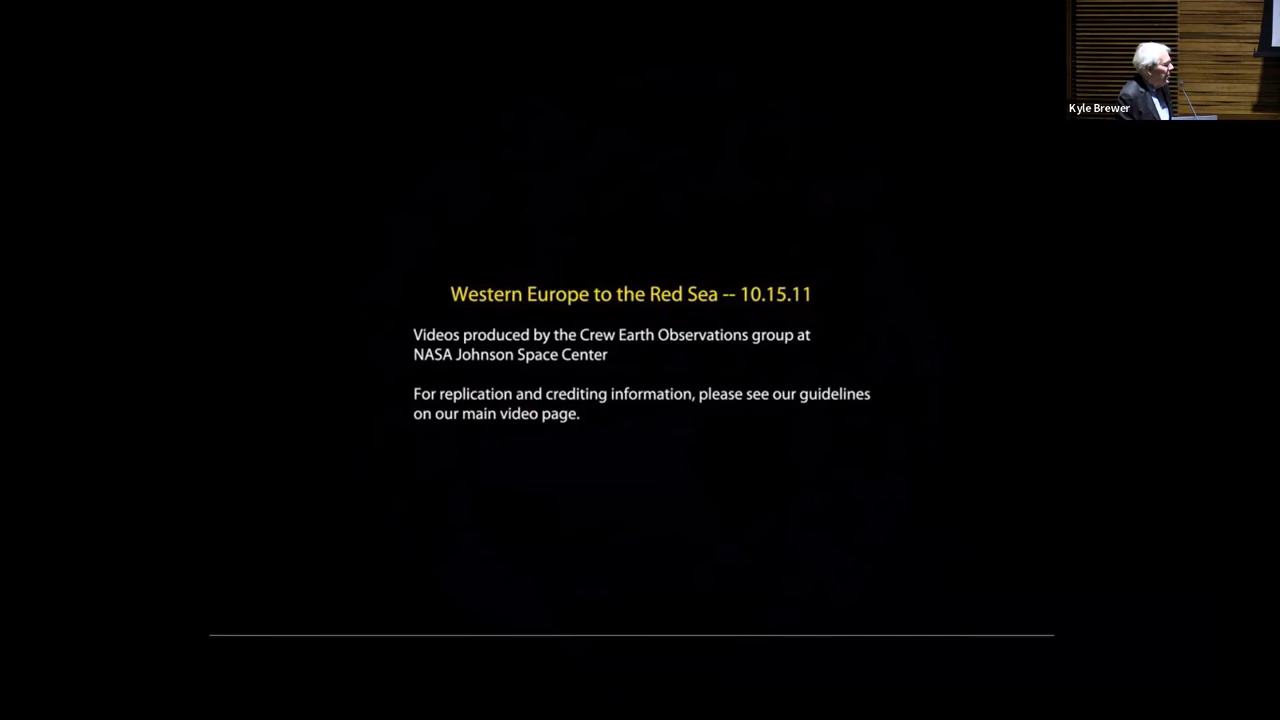 Kyle Brewer
Western Europe to the Red Sea -- 10.15.11
Videos produced by the Crew Earth Observations group at
NASA Johnson Space Center
For replication and crediting information, please see our guidelines
on our main video page.